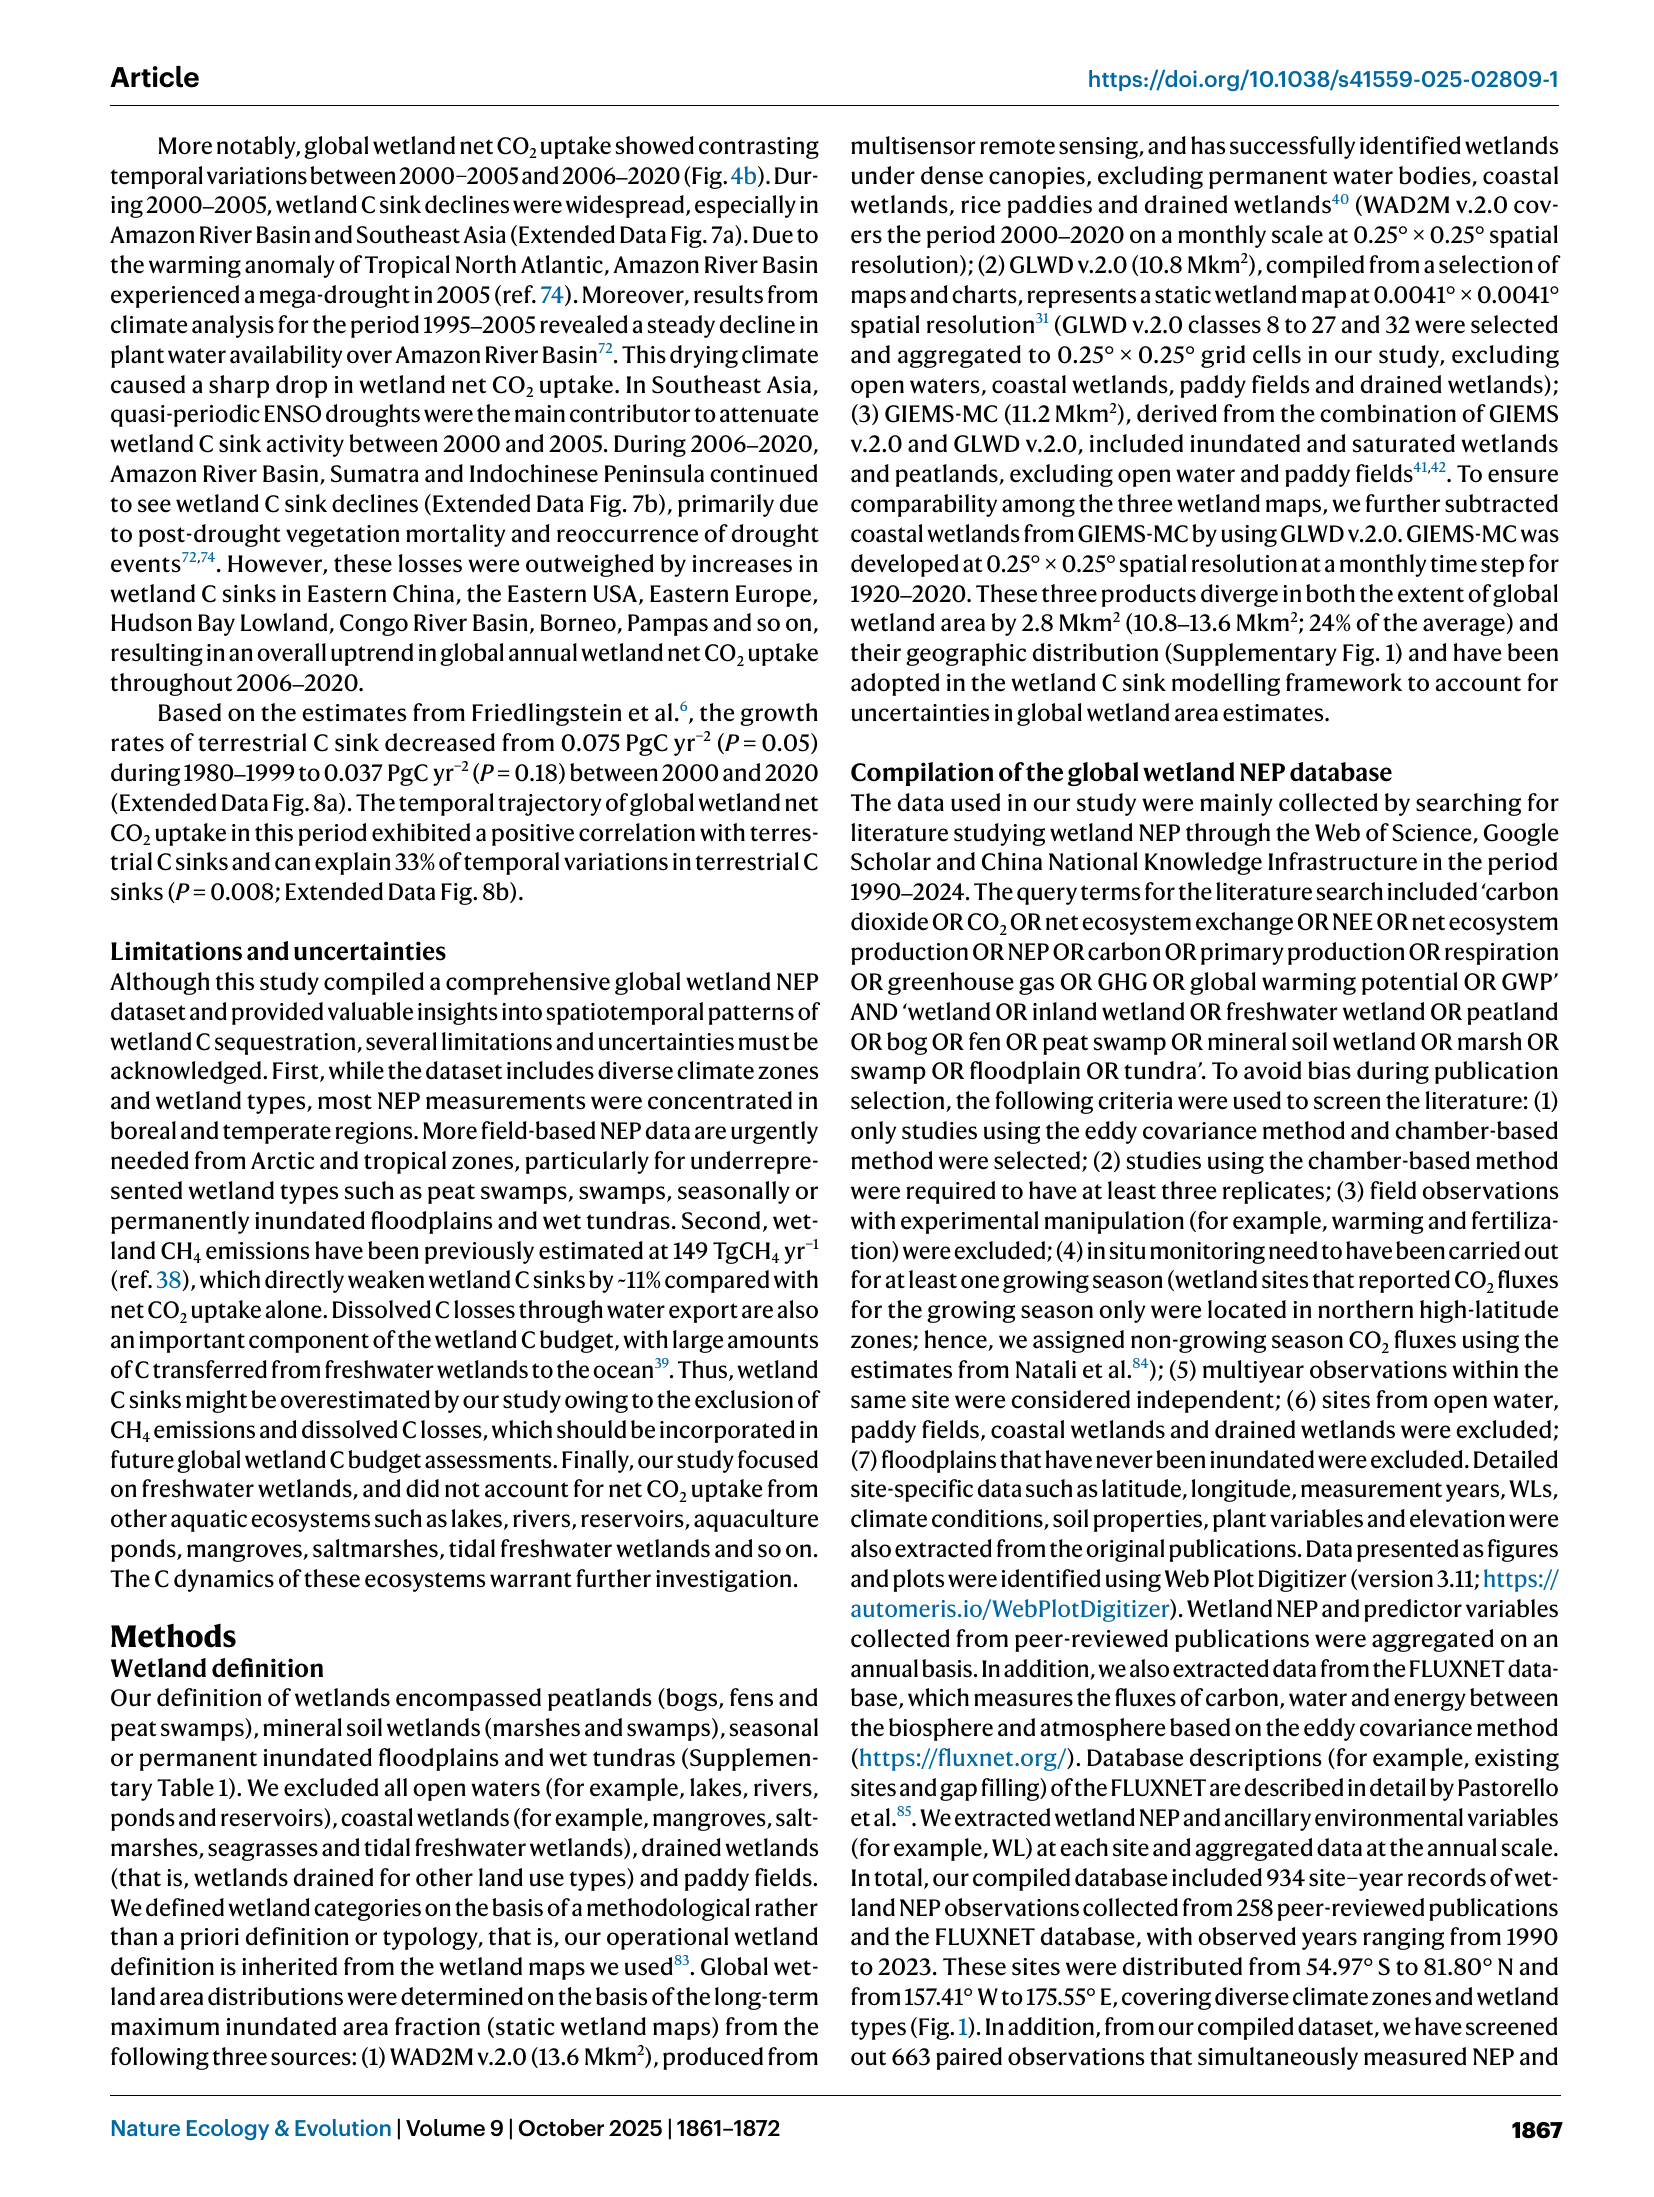 Article
https://doi.org/10.1038/s41559-025-02809-1
More notably, global wetland net CO₂ uptake showed contrasting
temporal variations between 2000–2005 and 2006–2020 (Fig. 4b). Dur-
ing 2000–2005, wetland C sink declines were widespread, especially in
Amazon River Basin and Southeast Asia (Extended Data Fig. 7a). Due to
the warming anomaly of Tropical North Atlantic, Amazon River Basin
experienced a mega-drought in 2005 (ref. 74). Moreover, results from
climate analysis for the period 1995–2005 revealed a steady decline in
plant water availability over Amazon River Basin⁷². This drying climate
caused a sharp drop in wetland net CO₂ uptake. In Southeast Asia,
quasi-periodic ENSO droughts were the main contributor to attenuate
wetland C sink activity between 2000 and 2005. During 2006–2020,
Amazon River Basin, Sumatra and Indochinese Peninsula continued
to see wetland C sink declines (Extended Data Fig. 7b), primarily due
to post-drought vegetation mortality and reoccurrence of drought
events⁷²,⁷⁴. However, these losses were outweighed by increases in
wetland C sinks in Eastern China, the Eastern USA, Eastern Europe,
Hudson Bay Lowland, Congo River Basin, Borneo, Pampas and so on,
resulting in an overall uptrend in global annual wetland net CO₂ uptake
throughout 2006–2020.
Based on the estimates from Friedlingstein et al.⁶, the growth
rates of terrestrial C sink decreased from 0.075 PgC yr⁻² (P = 0.05)
during 1980–1999 to 0.037 PgC yr⁻² (P = 0.18) between 2000 and 2020
(Extended Data Fig. 8a). The temporal trajectory of global wetland net
CO₂ uptake in this period exhibited a positive correlation with terres-
trial C sinks and can explain 33% of temporal variations in terrestrial C
sinks (P = 0.008; Extended Data Fig. 8b).
Limitations and uncertainties
Although this study compiled a comprehensive global wetland NEP
dataset and provided valuable insights into spatiotemporal patterns of
wetland C sequestration, several limitations and uncertainties must be
acknowledged. First, while the dataset includes diverse climate zones
and wetland types, most NEP measurements were concentrated in
boreal and temperate regions. More field-based NEP data are urgently
needed from Arctic and tropical zones, particularly for underrepre-
sented wetland types such as peat swamps, swamps, seasonally or
permanently inundated floodplains and wet tundras. Second, wet-
land CH₄ emissions have been previously estimated at 149 TgCH₄ yr⁻¹
(ref. 38), which directly weaken wetland C sinks by ~11% compared with
net CO₂ uptake alone. Dissolved C losses through water export are also
an important component of the wetland C budget, with large amounts
of C transferred from freshwater wetlands to the ocean³⁹. Thus, wetland
C sinks might be overestimated by our study owing to the exclusion of
CH₄ emissions and dissolved C losses, which should be incorporated in
future global wetland C budget assessments. Finally, our study focused
on freshwater wetlands, and did not account for net CO₂ uptake from
other aquatic ecosystems such as lakes, rivers, reservoirs, aquaculture
ponds, mangroves, saltmarshes, tidal freshwater wetlands and so on.
The C dynamics of these ecosystems warrant further investigation.
Methods
Wetland definition
Our definition of wetlands encompassed peatlands (bogs, fens and
peat swamps), mineral soil wetlands (marshes and swamps), seasonal
or permanent inundated floodplains and wet tundras (Supplemen-
tary Table 1). We excluded all open waters (for example, lakes, rivers,
ponds and reservoirs), coastal wetlands (for example, mangroves, salt-
marshes, seagrasses and tidal freshwater wetlands), drained wetlands
(that is, wetlands drained for other land use types) and paddy fields.
We defined wetland categories on the basis of a methodological rather
than a priori definition or typology, that is, our operational wetland
definition is inherited from the wetland maps we used⁸³. Global wet-
land area distributions were determined on the basis of the long-term
maximum inundated area fraction (static wetland maps) from the
following three sources: (1) WAD2M v.2.0 (13.6 Mkm²), produced from
multisensor remote sensing, and has successfully identified wetlands
under dense canopies, excluding permanent water bodies, coastal
wetlands, rice paddies and drained wetlands⁴⁰ (WAD2M v.2.0 cov-
ers the period 2000–2020 on a monthly scale at 0.25° × 0.25° spatial
resolution); (2) GLWD v.2.0 (10.8 Mkm²), compiled from a selection of
maps and charts, represents a static wetland map at 0.0041° × 0.0041°
spatial resolution³¹ (GLWD v.2.0 classes 8 to 27 and 32 were selected
and aggregated to 0.25° × 0.25° grid cells in our study, excluding
open waters, coastal wetlands, paddy fields and drained wetlands);
(3) GIEMS-MC (11.2 Mkm²), derived from the combination of GIEMS
v.2.0 and GLWD v.2.0, included inundated and saturated wetlands
and peatlands, excluding open water and paddy fields⁴¹,⁴². To ensure
comparability among the three wetland maps, we further subtracted
coastal wetlands from GIEMS-MC by using GLWD v.2.0. GIEMS-MC was
developed at 0.25° × 0.25° spatial resolution at a monthly time step for
1920–2020. These three products diverge in both the extent of global
wetland area by 2.8 Mkm² (10.8–13.6 Mkm²; 24% of the average) and
their geographic distribution (Supplementary Fig. 1) and have been
adopted in the wetland C sink modelling framework to account for
uncertainties in global wetland area estimates.
Compilation of the global wetland NEP database
The data used in our study were mainly collected by searching for
literature studying wetland NEP through the Web of Science, Google
Scholar and China National Knowledge Infrastructure in the period
1990–2024. The query terms for the literature search included ‘carbon
dioxide OR CO₂ OR net ecosystem exchange OR NEE OR net ecosystem
production OR NEP OR carbon OR primary production OR respiration
OR greenhouse gas OR GHG OR global warming potential OR GWP’
AND ‘wetland OR inland wetland OR freshwater wetland OR peatland
OR bog OR fen OR peat swamp OR mineral soil wetland OR marsh OR
swamp OR floodplain OR tundra’. To avoid bias during publication
selection, the following criteria were used to screen the literature: (1)
only studies using the eddy covariance method and chamber-based
method were selected; (2) studies using the chamber-based method
were required to have at least three replicates; (3) field observations
with experimental manipulation (for example, warming and fertiliza-
tion) were excluded; (4) in situ monitoring need to have been carried out
for at least one growing season (wetland sites that reported CO₂ fluxes
for the growing season only were located in northern high-latitude
zones; hence, we assigned non-growing season CO₂ fluxes using the
estimates from Natali et al.⁸⁴); (5) multiyear observations within the
same site were considered independent; (6) sites from open water,
paddy fields, coastal wetlands and drained wetlands were excluded;
(7) floodplains that have never been inundated were excluded. Detailed
site-specific data such as latitude, longitude, measurement years, WLs,
climate conditions, soil properties, plant variables and elevation were
also extracted from the original publications. Data presented as figures
and plots were identified using Web Plot Digitizer (version 3.11; https://
automeris.io/WebPlotDigitizer). Wetland NEP and predictor variables
collected from peer-reviewed publications were aggregated on an
annual basis. In addition, we also extracted data from the FLUXNET data-
base, which measures the fluxes of carbon, water and energy between
the biosphere and atmosphere based on the eddy covariance method
(https://fluxnet.org/). Database descriptions (for example, existing
sites and gap filling) of the FLUXNET are described in detail by Pastorello
et al.⁸⁵. We extracted wetland NEP and ancillary environmental variables
(for example, WL) at each site and aggregated data at the annual scale.
In total, our compiled database included 934 site–year records of wet-
land NEP observations collected from 258 peer-reviewed publications
and the FLUXNET database, with observed years ranging from 1990
to 2023. These sites were distributed from 54.97° S to 81.80° N and
from 157.41° W to 175.55° E, covering diverse climate zones and wetland
types (Fig. 1). In addition, from our compiled dataset, we have screened
out 663 paired observations that simultaneously measured NEP and
Nature Ecology & Evolution | Volume 9 | October 2025 | 1861–1872
1867